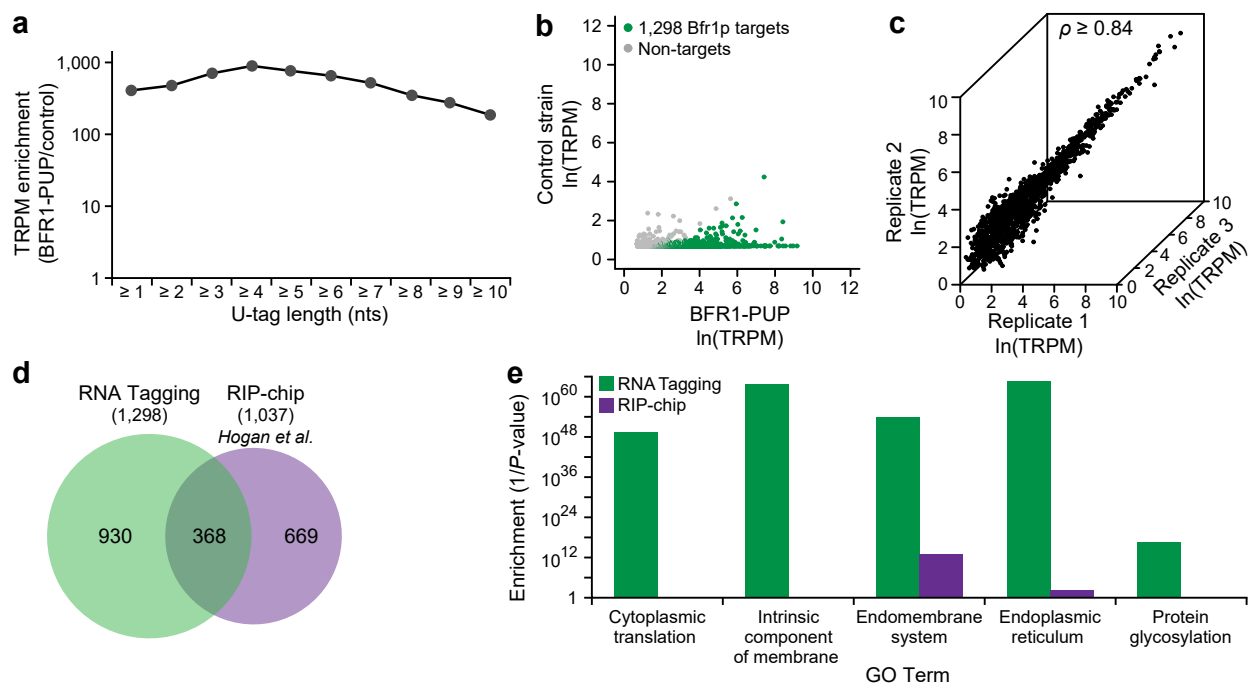 a
TRPM enrichment
(BFR1-PUP/control)
1,000
100
10
1
≥ 1 ≥ 2 ≥ 3 ≥ 4 ≥ 5 ≥ 6 ≥ 7 ≥ 8 ≥ 9 ≥ 10
U-tag length (nts)
b
Control strain
ln(TRPM)
12
10
8
6
4
2
0
1,298 Bfr1p targets
Non-targets
0 2 4 6 8 10 12
BFR1-PUP
ln(TRPM)
c
ρ ≥ 0.84
Replicate 2
ln(TRPM)
10
8
6
4
2
0
0 2 4 6 8 10
Replicate 1
ln(TRPM)
0 2 4 6 8 10
Replicate 3
ln(TRPM)
d
RNA Tagging
(1,298)
RIP-chip
(1,037)
Hogan et al.
930 368 669
e
RNA Tagging
RIP-chip
Enrichment (1/P-value)
10^60
10^48
10^36
10^24
10^12
1
Cytoplasmic
translation
Intrinsic
component
of membrane
Endomembrane
system
Endoplasmic
reticulum
Protein
glycosylation
GO Term